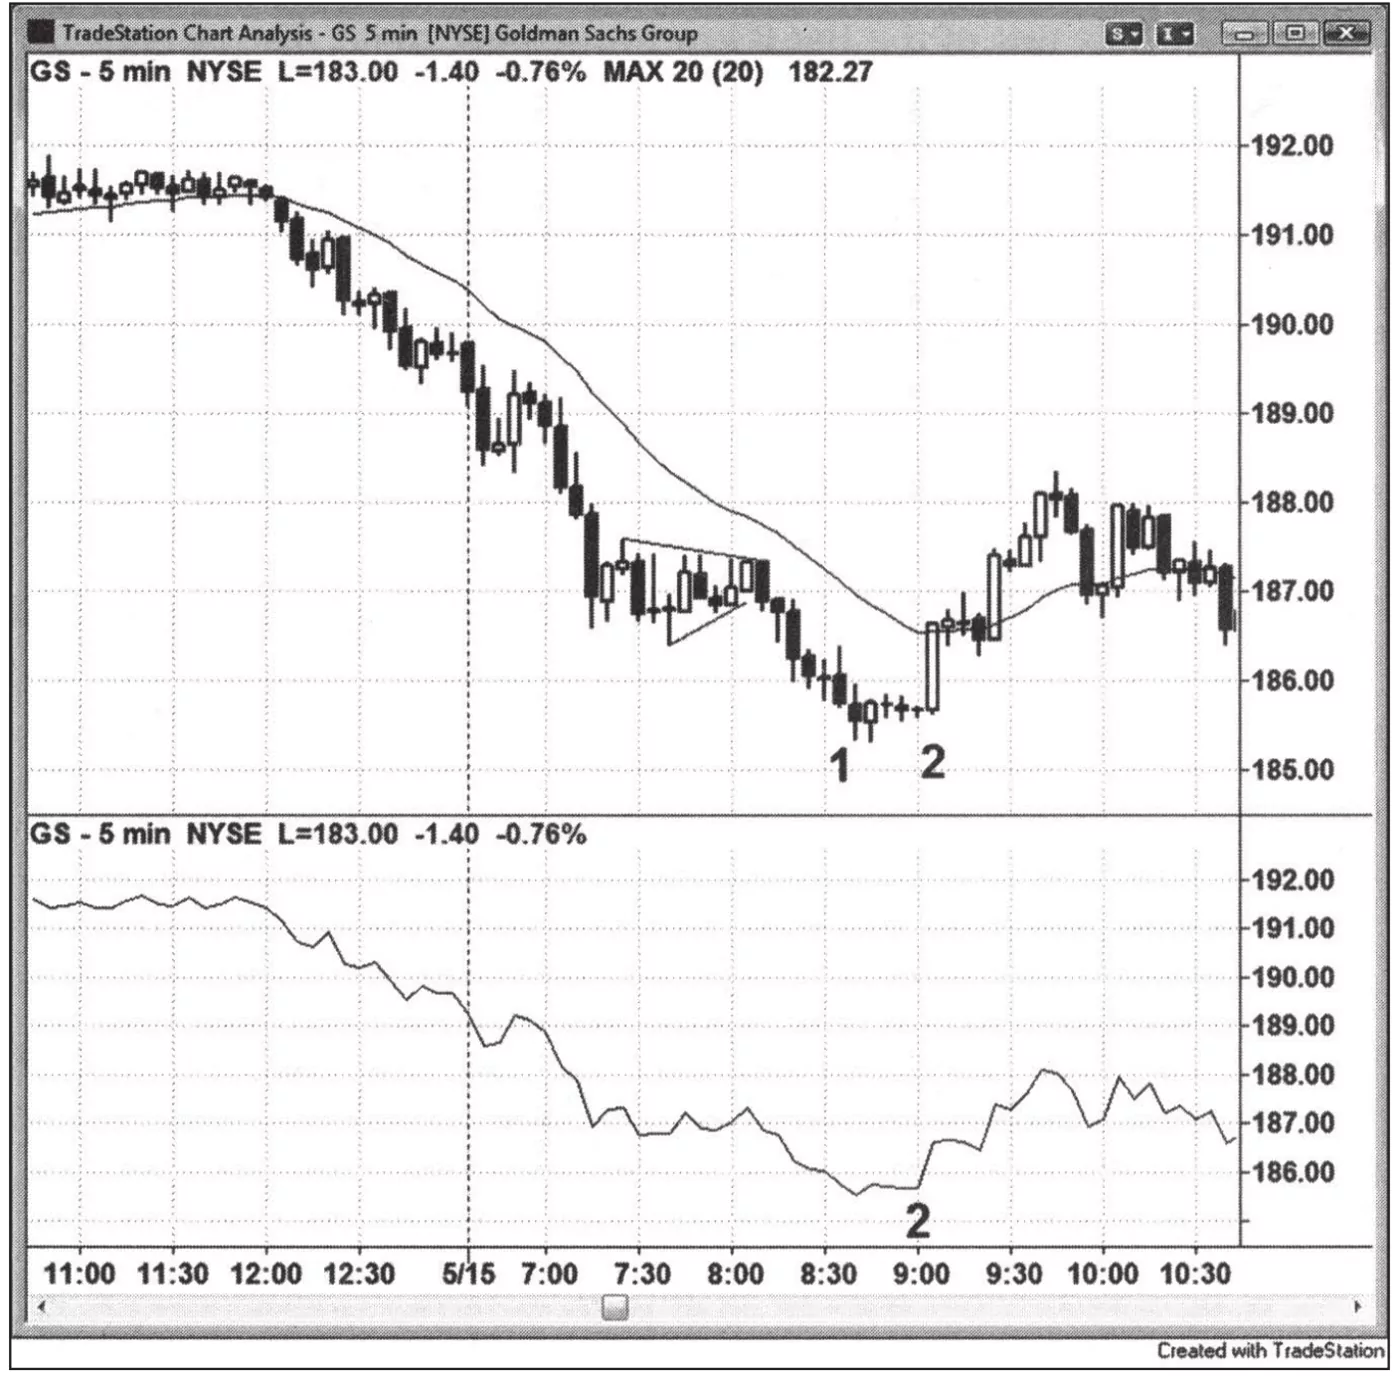 TradeStation Chart Analysis - GS 5 min [NYSE] Goldman Sachs Group
S
I
GS - 5 min NYSE L=183.00 -1.40 -0.76% MAX 20 (20) 182.27
192.00
191.00
190.00
189.00
188.00
187.00
186.00
185.00
1
2
GS - 5 min NYSE L=183.00 -1.40 -0.76%
192.00
191.00
190.00
189.00
188.00
187.00
186.00
2
11:00 11:30 12:00 12:30 5/15 7:00 7:30 8:00 8:30 9:00 9:30 10:00 10:30
Created with TradeStation